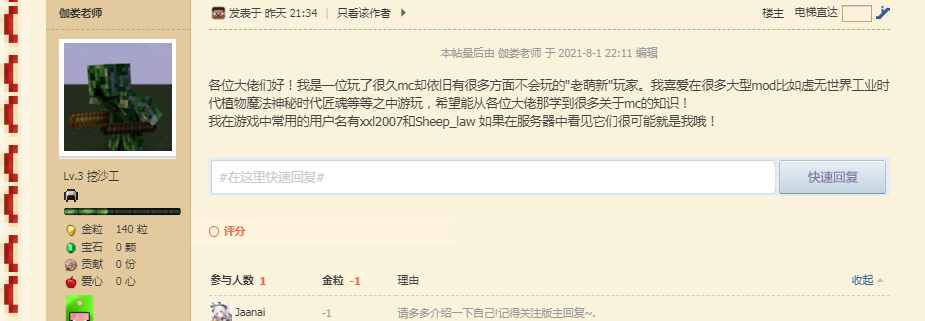 伽娄老师
发表于 昨天 21:34 | 只看该作者
楼主 电梯直达
本帖最后由 伽娄老师 于 2021-8-1 22:11 编辑
各位大佬们好！我是一位玩了很久mc却依旧有很多方面不会玩的"老萌新"玩家。我喜爱在很多大型mod比如虚无世界工业时
代植物魔法神秘时代匠魂等等之中游玩，希望能从各位大佬那学到很多关于mc的知识！
我在游戏中常用的用户名有xxl2007和Sheep_law 如果在服务器中看见它们很可能就是我哦！
Lv.3 挖沙工
#在这里快速回复#
快速回复
金粒 140 粒
宝石 0 颗
贡献 0 份
爱心 0 心
评分
参与人数 1 金粒 -1 理由 收起
Jaanai -1 请多多介绍一下自己!记得关注版主回复~.